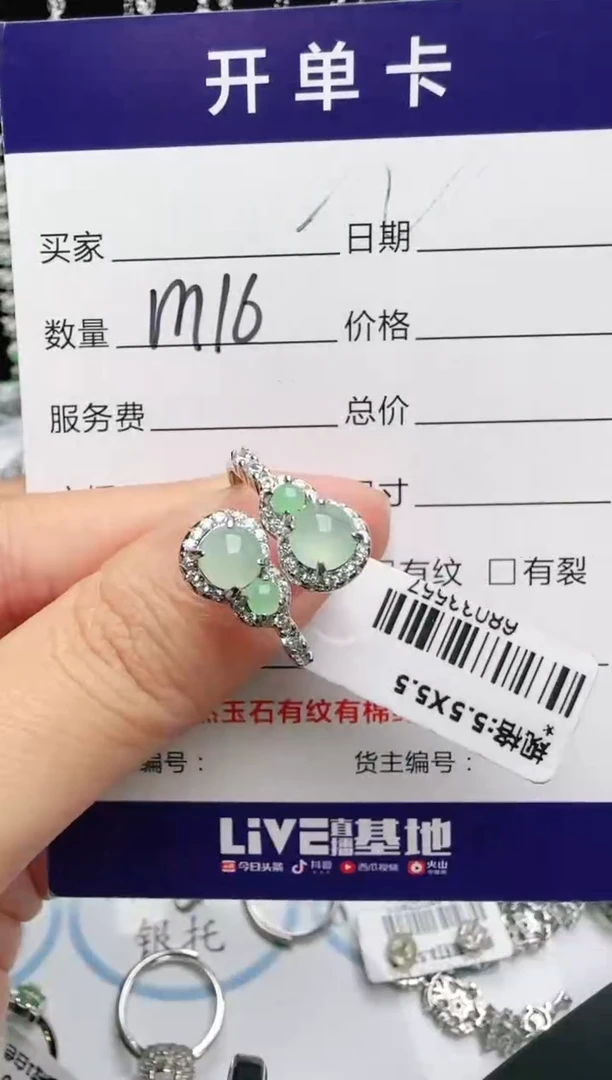 开单卡
买家 日期
数量 m16 价格
服务费 总价
寸
有纹 □有裂
A8033557
规格:5.5X5.5
玉石有纹有棉
编号: 货主编号:
LiVE直播基地
今日头条 抖音 西瓜视频 火山
银托